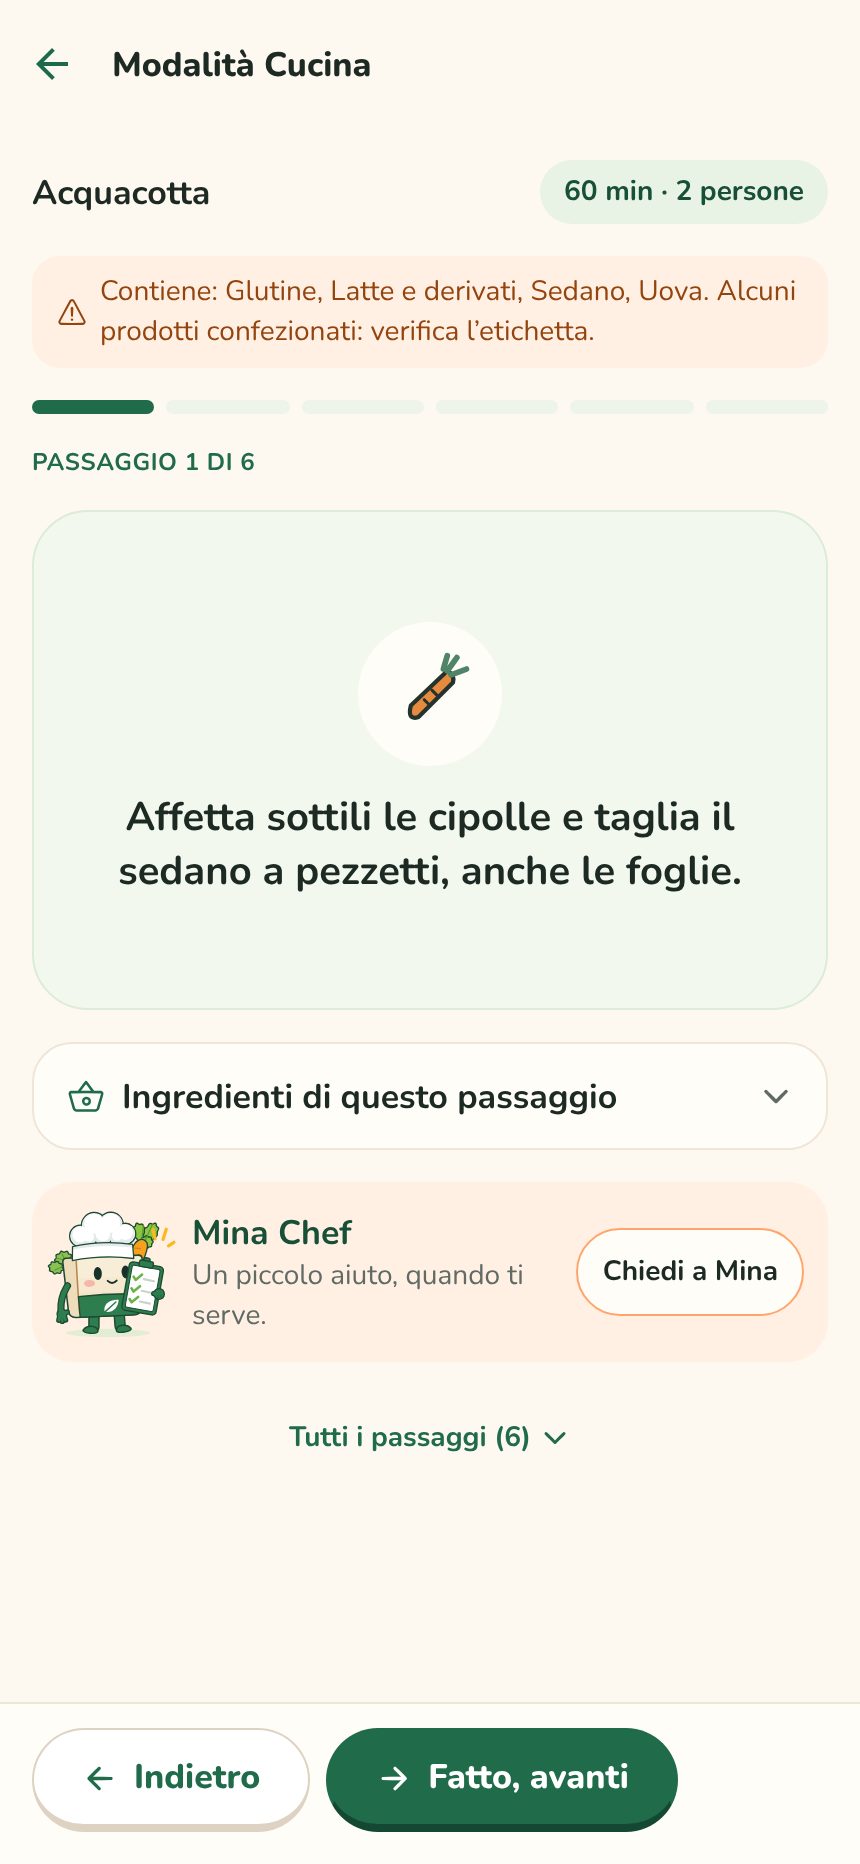 Modalità Cucina
Acquacotta
60 min · 2 persone
Contiene: Glutine, Latte e derivati, Sedano, Uova. Alcuni
prodotti confezionati: verifica l’etichetta.
PASSAGGIO 1 DI 6
Affetta sottili le cipolle e taglia il
sedano a pezzetti, anche le foglie.
Ingredienti di questo passaggio
Mina Chef
Un piccolo aiuto, quando ti
serve.
Chiedi a Mina
Tutti i passaggi (6)
Indietro
Fatto, avanti